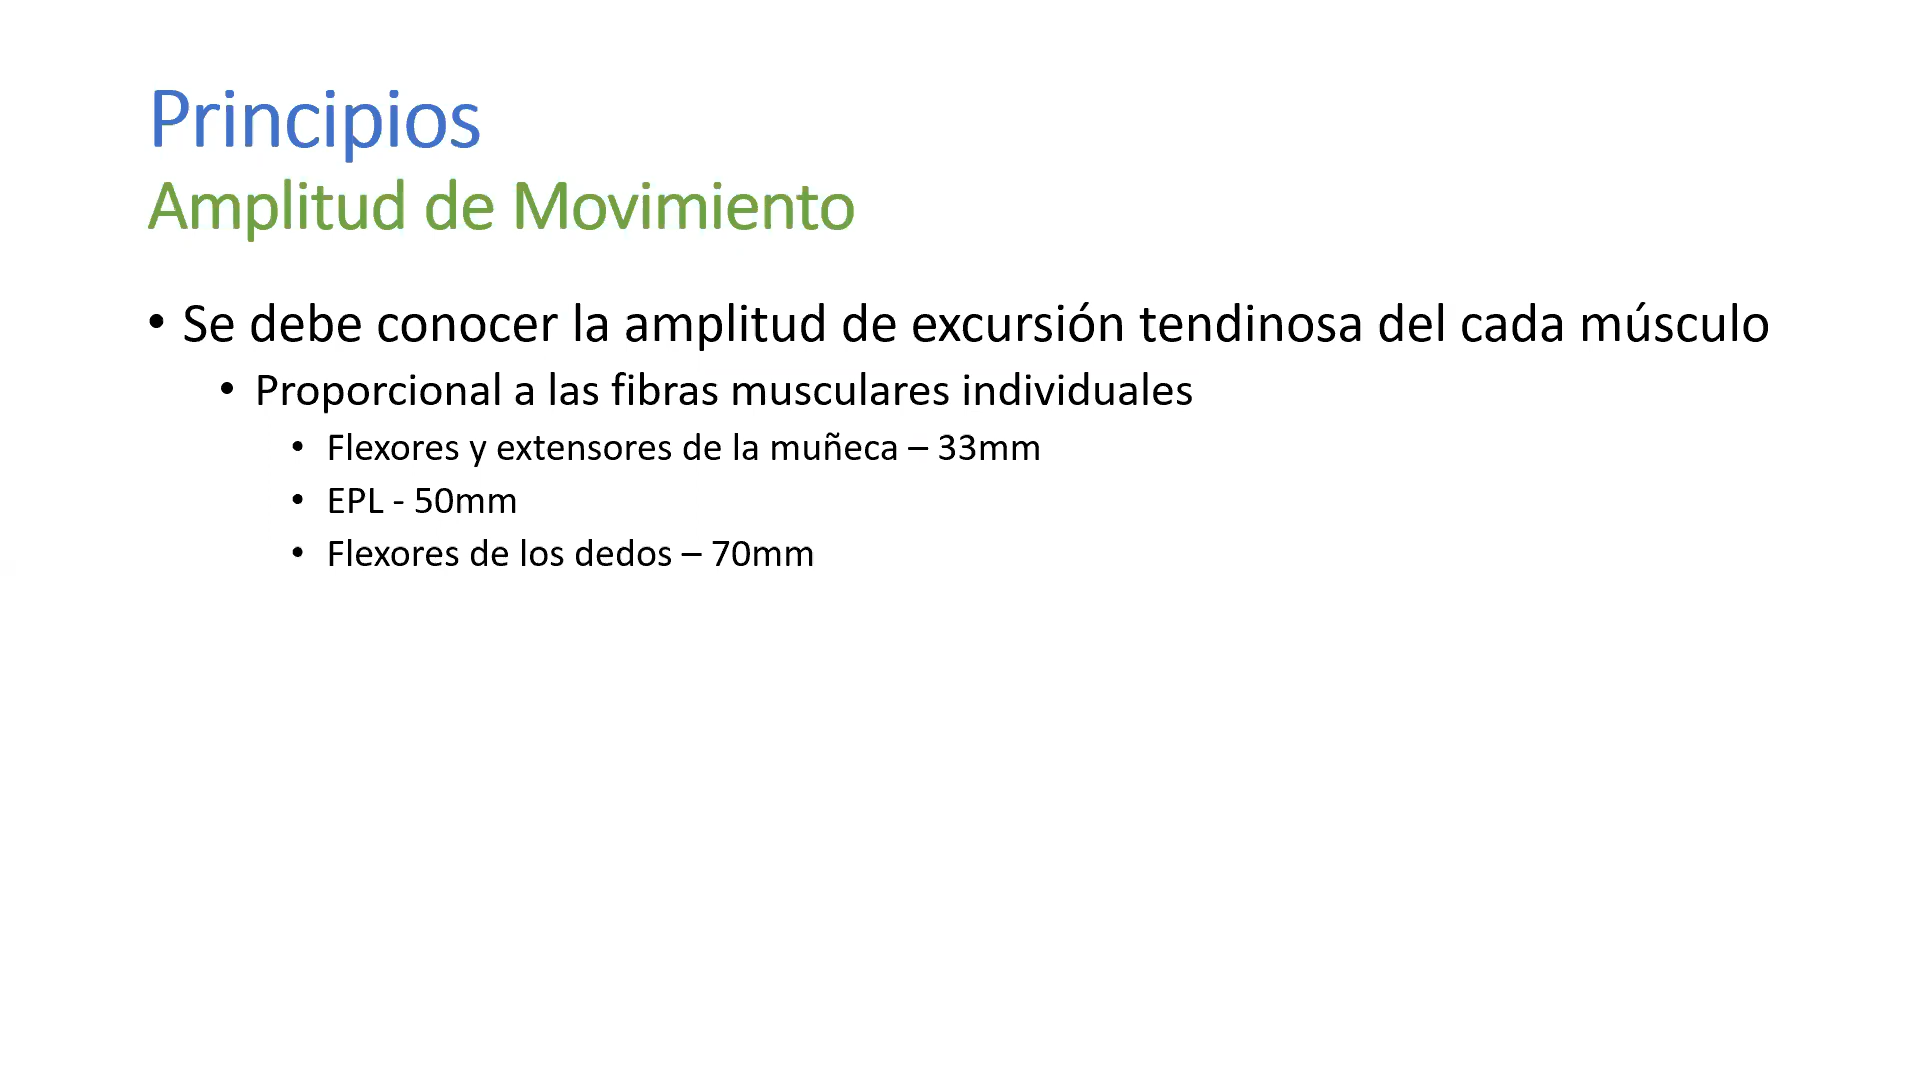 Principios
Amplitud de Movimiento
• Se debe conocer la amplitud de excursión tendinosa del cada músculo
• Proporcional a las fibras musculares individuales
• Flexores y extensores de la muñeca – 33mm
• EPL - 50mm
• Flexores de los dedos – 70mm